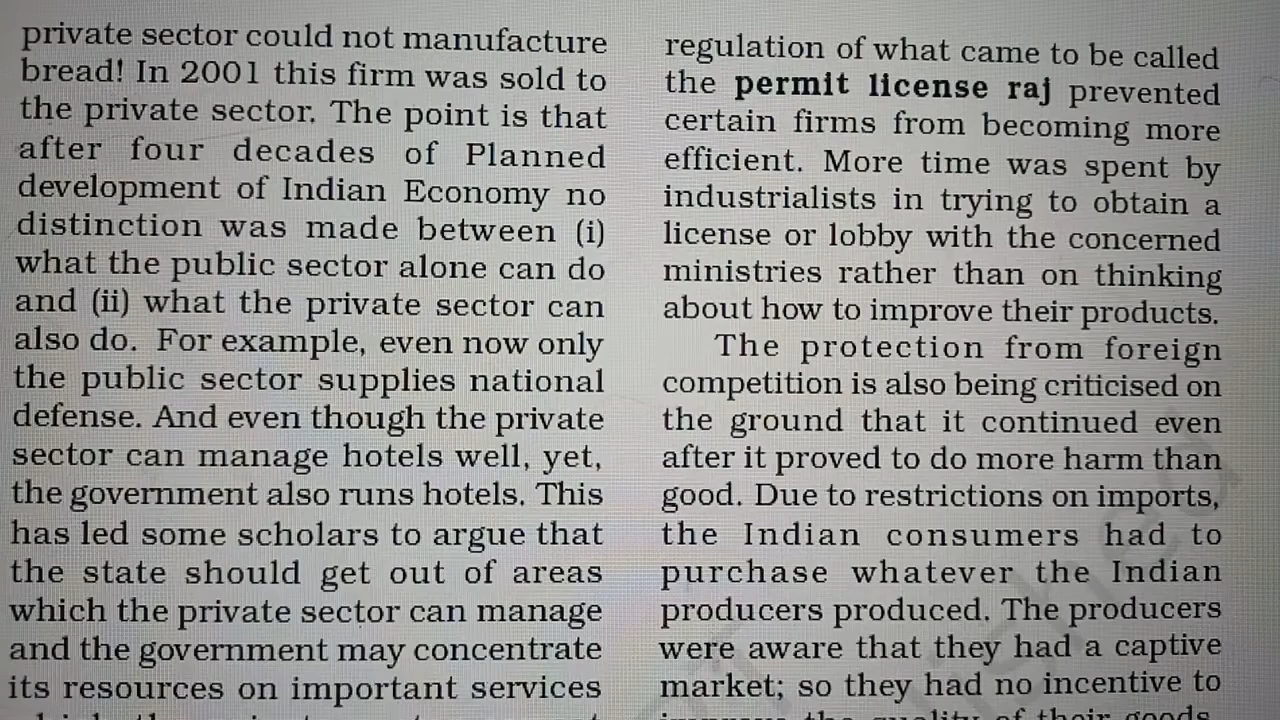 private sector could not manufacture
bread! In 2001 this firm was sold to
the private sector. The point is that
after four decades of Planned
development of Indian Economy no
distinction was made between (i)
what the public sector alone can do
and (ii) what the private sector can
also do. For example, even now only
the public sector supplies national
defense. And even though the private
sector can manage hotels well, yet,
the government also runs hotels. This
has led some scholars to argue that
the state should get out of areas
which the private sector can manage
and the government may concentrate
its resources on important services
regulation of what came to be called
the permit license raj prevented
certain firms from becoming more
efficient. More time was spent by
industrialists in trying to obtain a
license or lobby with the concerned
ministries rather than on thinking
about how to improve their products.
The protection from foreign
competition is also being criticised on
the ground that it continued even
after it proved to do more harm than
good. Due to restrictions on imports,
the Indian consumers had to
purchase whatever the Indian
producers produced. The producers
were aware that they had a captive
market; so they had no incentive to
the quality of their goods.